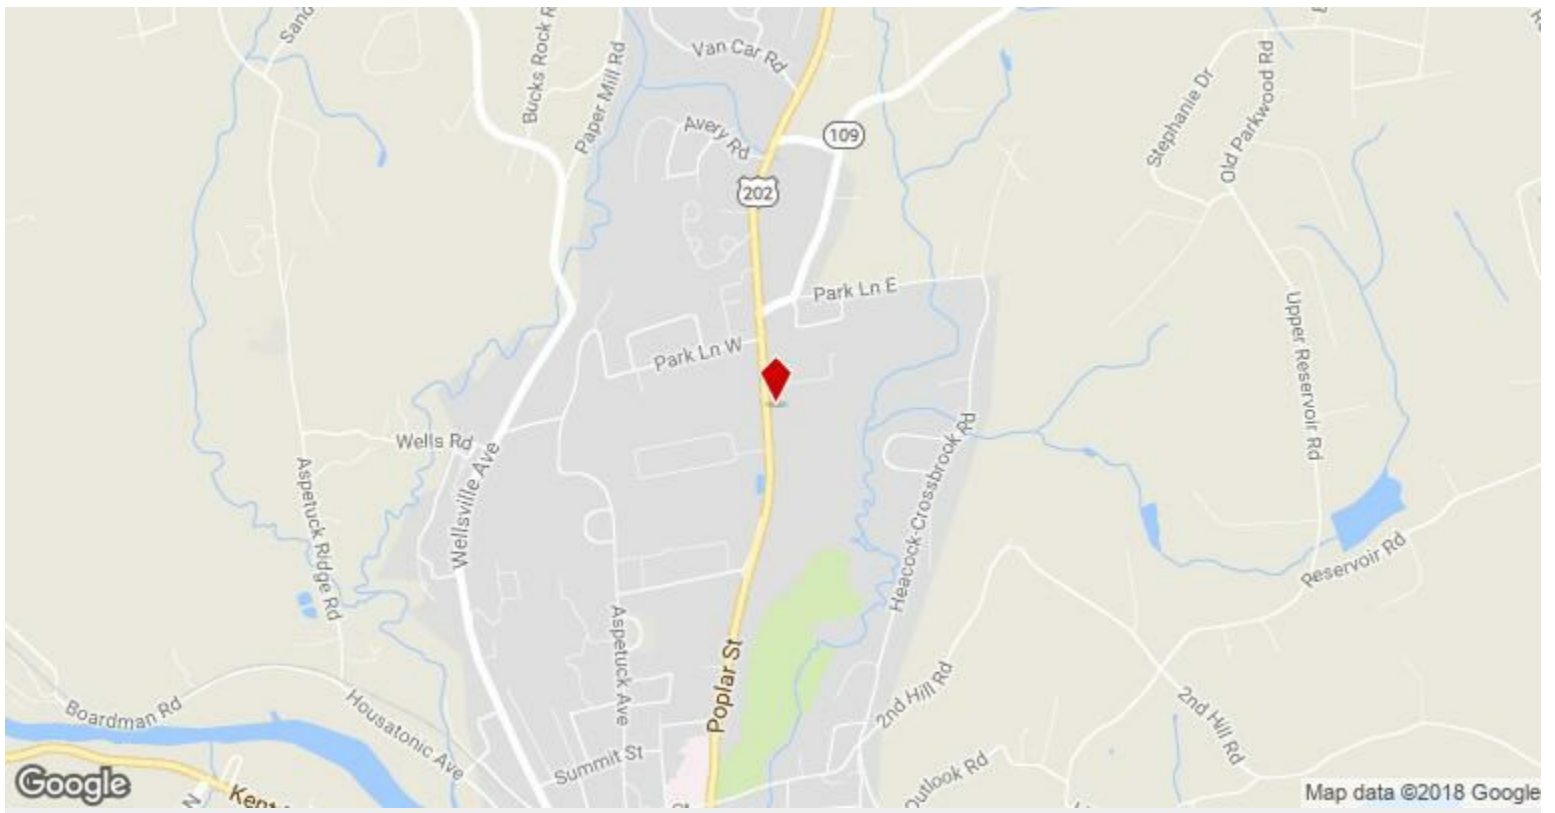 Bucks Rock R
Paper Mill Rd
Van Car Rd
Avery Rd
109
202
Stephanie Dr
Old Parkwood Rd
Park Ln E
Park Ln W
Upper Reservoir Rd
Wells Rd
Wellsville Ave
Aspetuck Ridge Rd
Heacock-Crossbrook Rd
Reservoir Rd
Aspetuck Ave
Poplar St
2nd Hill Rd
2nd Hill Rd
Boardman Rd
Housatonic Ave
Summit St
Outlook Rd
Kent
Google
Map data ©2018 Google